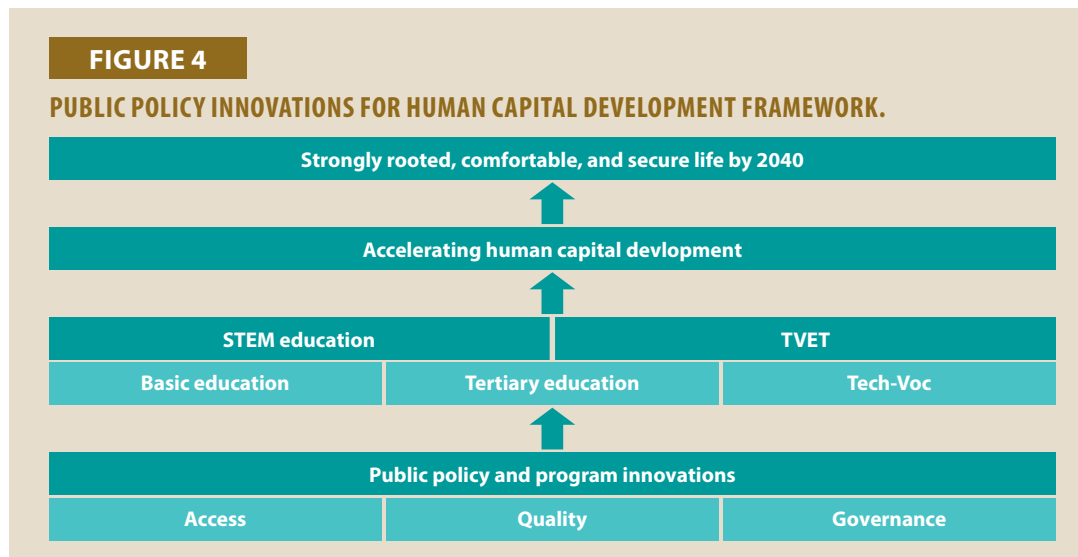 FIGURE 4
PUBLIC POLICY INNOVATIONS FOR HUMAN CAPITAL DEVELOPMENT FRAMEWORK.
Strongly rooted, comfortable, and secure life by 2040
Accelerating human capital devlopment
STEM education
TVET
Basic education
Tertiary education
Tech-Voc
Public policy and program innovations
Access
Quality
Governance